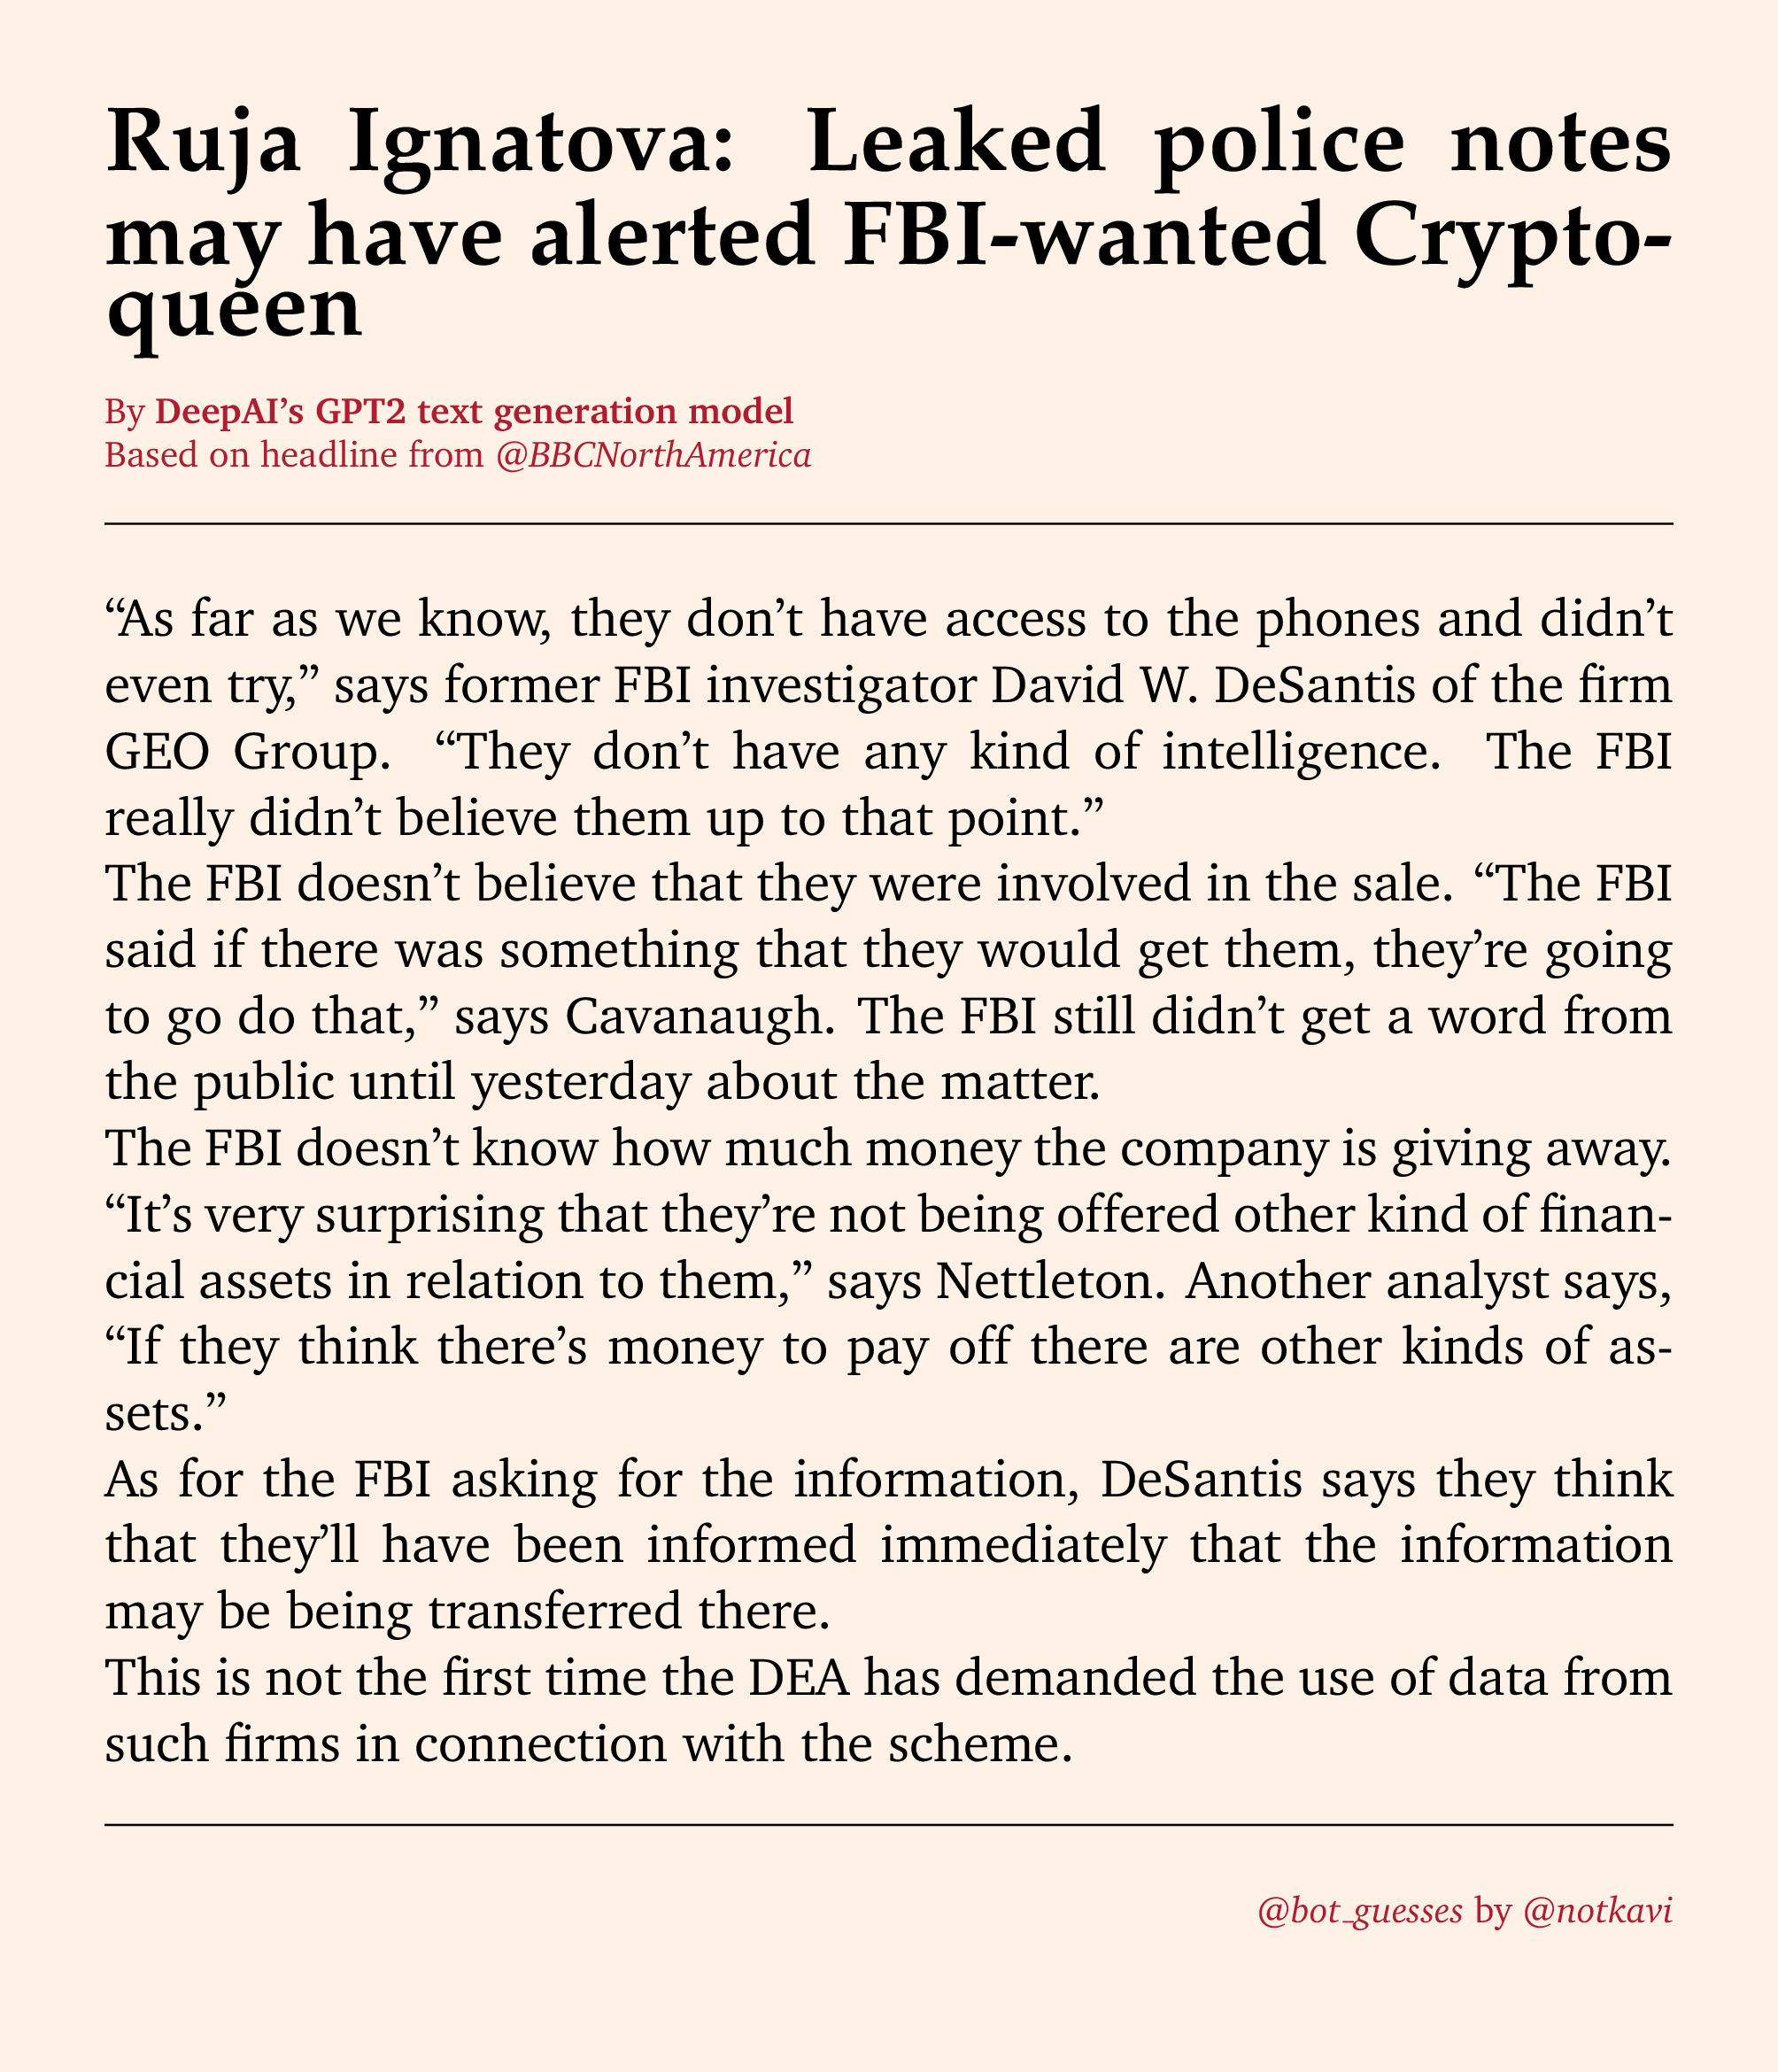 Ruja Ignatova: Leaked police notes
may have alerted FBI-wanted Crypto-
queen
By DeepAI’s GPT2 text generation model
Based on headline from @BBCNorthAmerica
“As far as we know, they don’t have access to the phones and didn’t
even try,” says former FBI investigator David W. DeSantis of the firm
GEO Group. “They don’t have any kind of intelligence. The FBI
really didn’t believe them up to that point.”
The FBI doesn’t believe that they were involved in the sale. “The FBI
said if there was something that they would get them, they’re going
to go do that,” says Cavanaugh. The FBI still didn’t get a word from
the public until yesterday about the matter.
The FBI doesn’t know how much money the company is giving away.
“It’s very surprising that they’re not being offered other kind of finan-
cial assets in relation to them,” says Nettleton. Another analyst says,
“If they think there’s money to pay off there are other kinds of as-
sets.”
As for the FBI asking for the information, DeSantis says they think
that they’ll have been informed immediately that the information
may be being transferred there.
This is not the first time the DEA has demanded the use of data from
such firms in connection with the scheme.
@bot_guesses by @notkavi